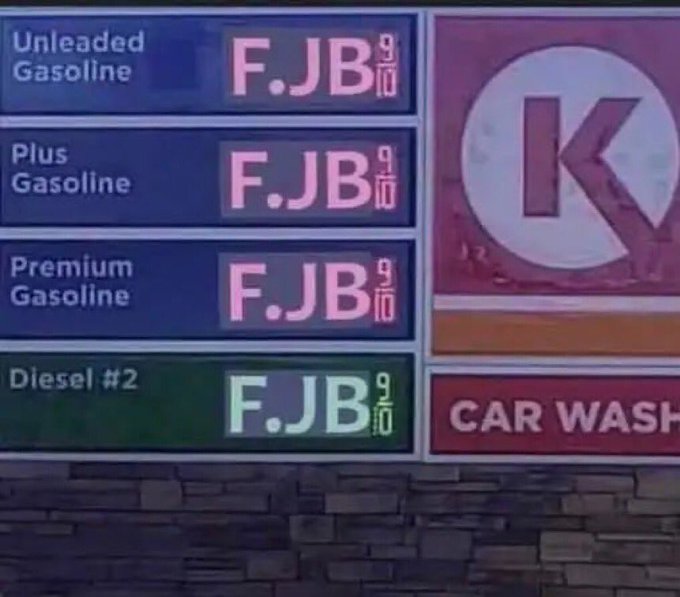 Unleaded
Gasoline
F.JB 9/10
Plus
Gasoline
F.JB 9/10
Premium
Gasoline
F.JB 9/10
Diesel #2
F.JB 9/10
K
CAR WASH